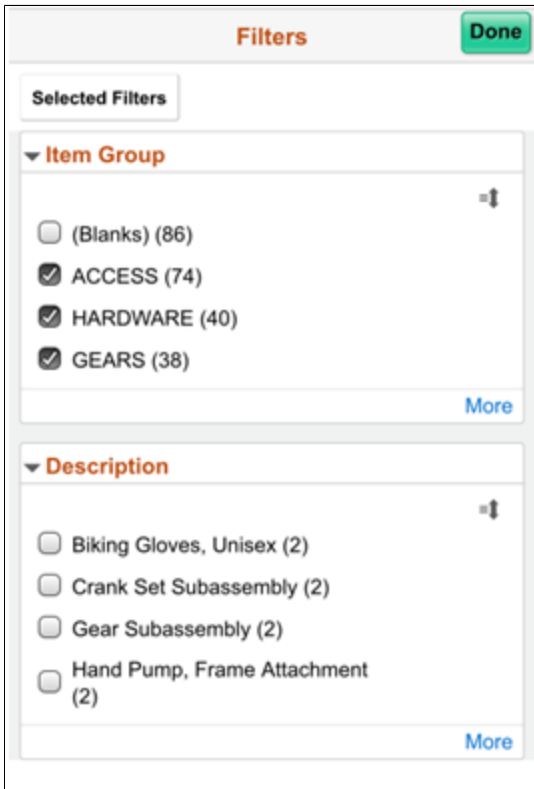 Filters
Done
Selected Filters
Item Group
(Blanks) (86)
ACCESS (74)
HARDWARE (40)
GEARS (38)
More
Description
Biking Gloves, Unisex (2)
Crank Set Subassembly (2)
Gear Subassembly (2)
Hand Pump, Frame Attachment
(2)
More